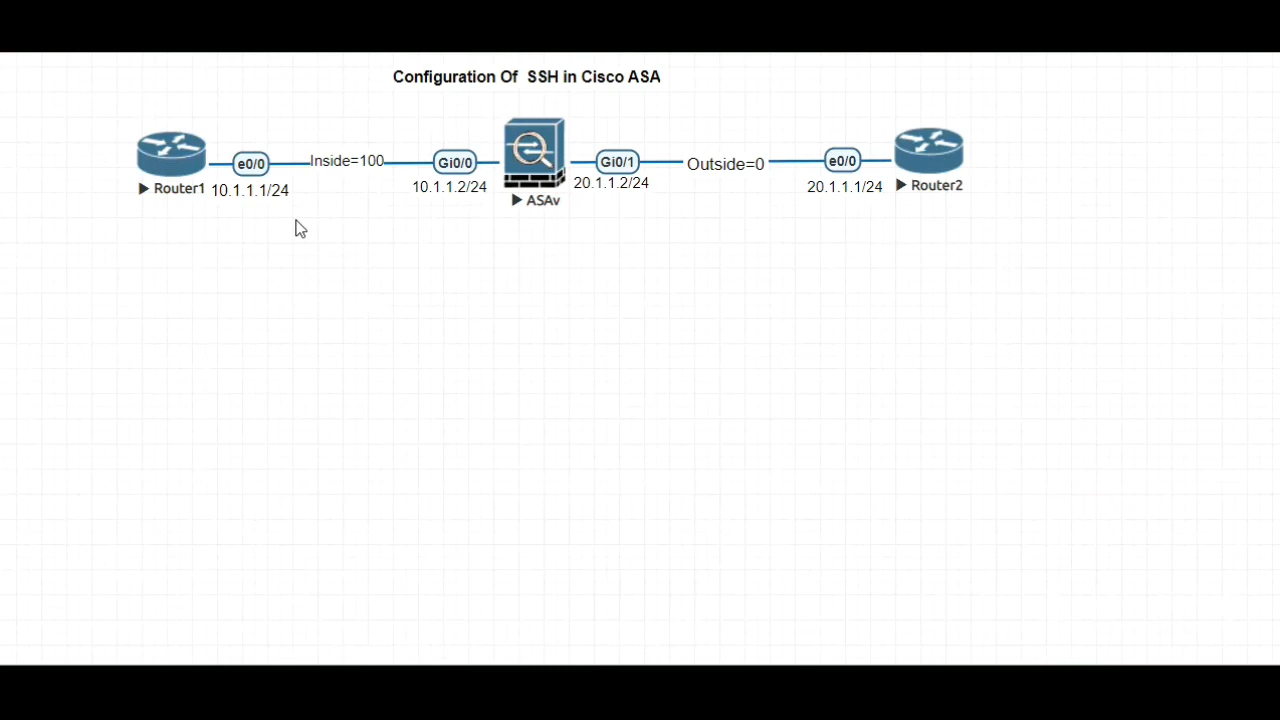 Configuration Of  SSH in Cisco ASA
Router1
e0/0
10.1.1.1/24
Inside=100
Gi0/0
10.1.1.2/24
ASAv
Gi0/1
20.1.1.2/24
Outside=0
e0/0
20.1.1.1/24
Router2